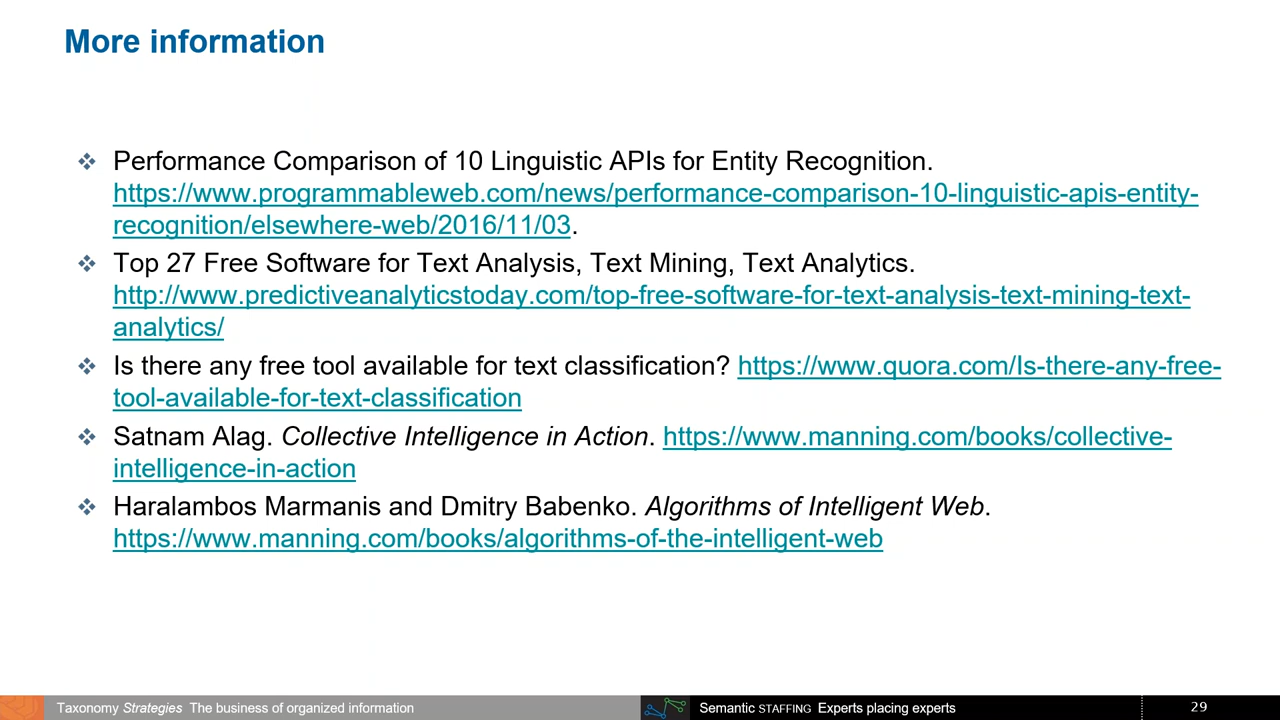 More information
Performance Comparison of 10 Linguistic APIs for Entity Recognition.
https://www.programmableweb.com/news/performance-comparison-10-linguistic-apis-entity-
recognition/elsewhere-web/2016/11/03.
Top 27 Free Software for Text Analysis, Text Mining, Text Analytics.
http://www.predictiveanalyticstoday.com/top-free-software-for-text-analysis-text-mining-text-
analytics/
Is there any free tool available for text classification? https://www.quora.com/Is-there-any-free-
tool-available-for-text-classification
Satnam Alag. Collective Intelligence in Action. https://www.manning.com/books/collective-
intelligence-in-action
Haralambos Marmanis and Dmitry Babenko. Algorithms of Intelligent Web.
https://www.manning.com/books/algorithms-of-the-intelligent-web
Taxonomy Strategies The business of organized information
Semantic STAFFING Experts placing experts
29